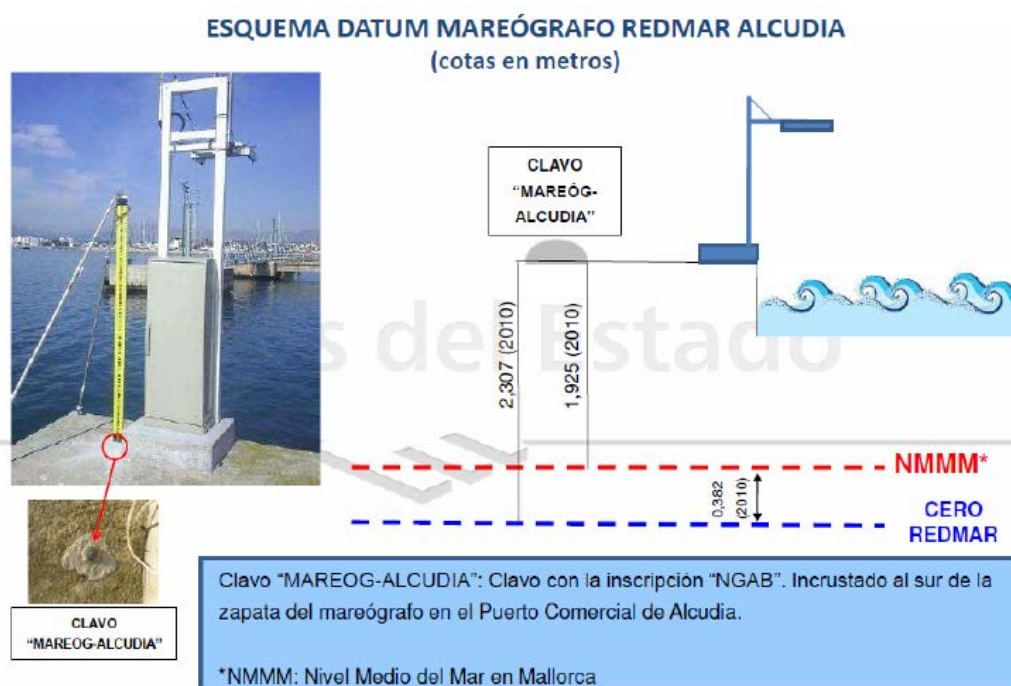 ESQUEMA DATUM MAREÓGRAFO REDMAR ALCUDIA
(cotas en metros)
CLAVO
"MAREÓG-
ALCUDIA"
2,307 (2010)
1,925 (2010)
s del Estado
NMMM*
0,382
(2010)
CERO
REDMAR
CLAVO
"MAREOG-ALCUDIA"
Clavo "MAREOG-ALCUDIA": Clavo con la inscripción "NGAB". Incrustado al sur de la
zapata del mareógrafo en el Puerto Comercial de Alcudia.
*NMMM: Nivel Medio del Mar en Mallorca